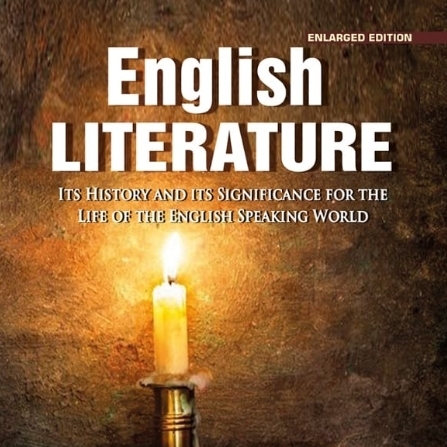 ENLARGED EDITION
English
LITERATURE
ITS HISTORY AND ITS SIGNIFICANCE FOR THE
LIFE OF THE ENGLISH SPEAKING WORLD